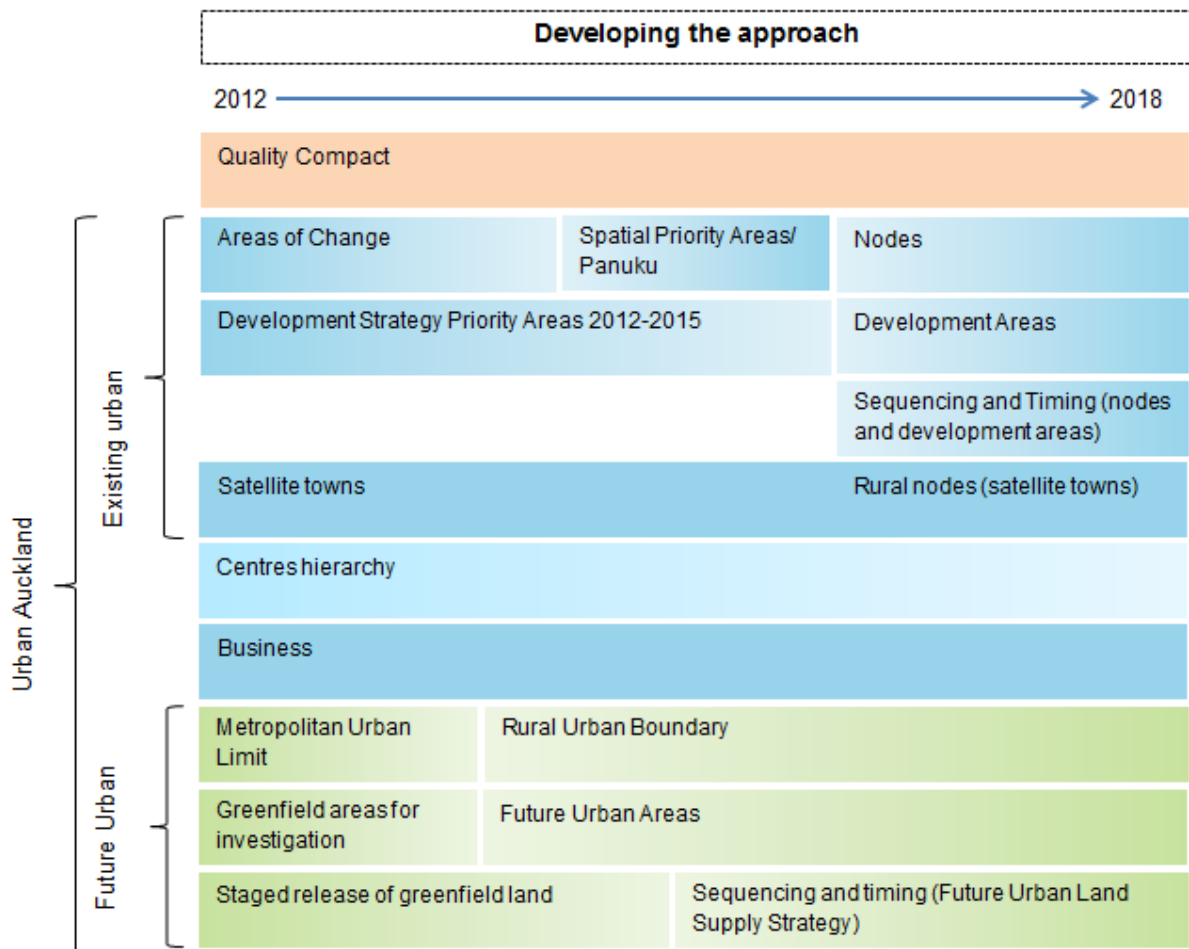 Developing the approach
2012
2018
Quality Compact
Urban Auckland
Existing urban
Areas of Change
Spatial Priority Areas/
Panuku
Nodes
Development Strategy Priority Areas 2012-2015
Development Areas
Sequencing and Timing (nodes
and development areas)
Satellite towns
Rural nodes (satellite towns)
Centres hierarchy
Business
Future Urban
Metropolitan Urban
Limit
Rural Urban Boundary
Greenfield areas for
investigation
Future Urban Areas
Staged release of greenfield land
Sequencing and timing (Future Urban Land
Supply Strategy)